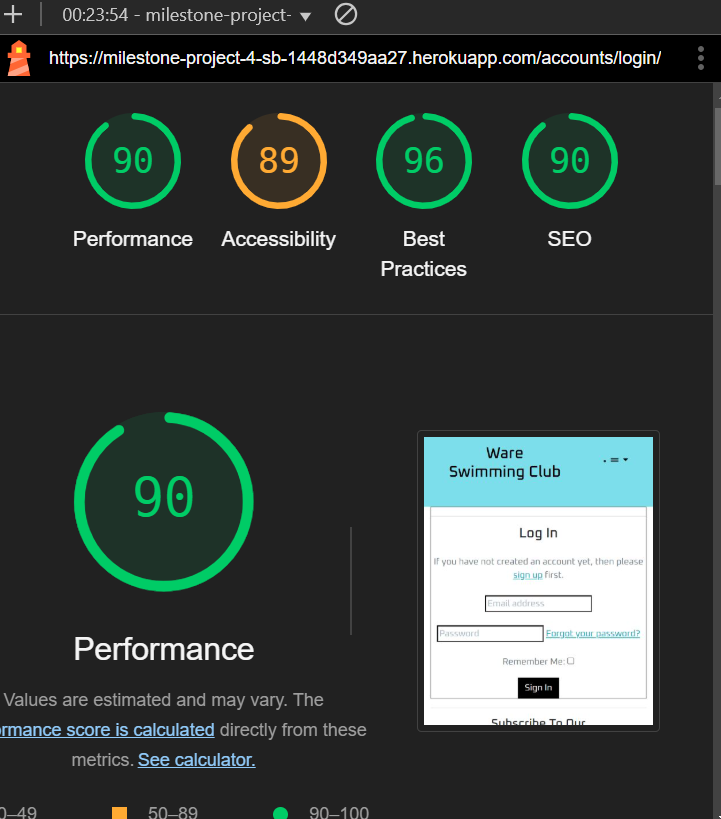 00:23:54 - milestone-project-
https://milestone-project-4-sb-1448d349aa27.herokuapp.com/accounts/login/
90 89 96 90
Performance Accessibility Best Practices SEO
90
Performance
Values are estimated and may vary. The
ormance score is calculated directly from these
metrics. See calculator.
0–49 50–89 90–100
Ware
Swimming Club
Log In
If you have not created an account yet, then please
sign up first.
Email address
Password Forgot your password?
Remember Me:
Sign In
Subscribe To Our